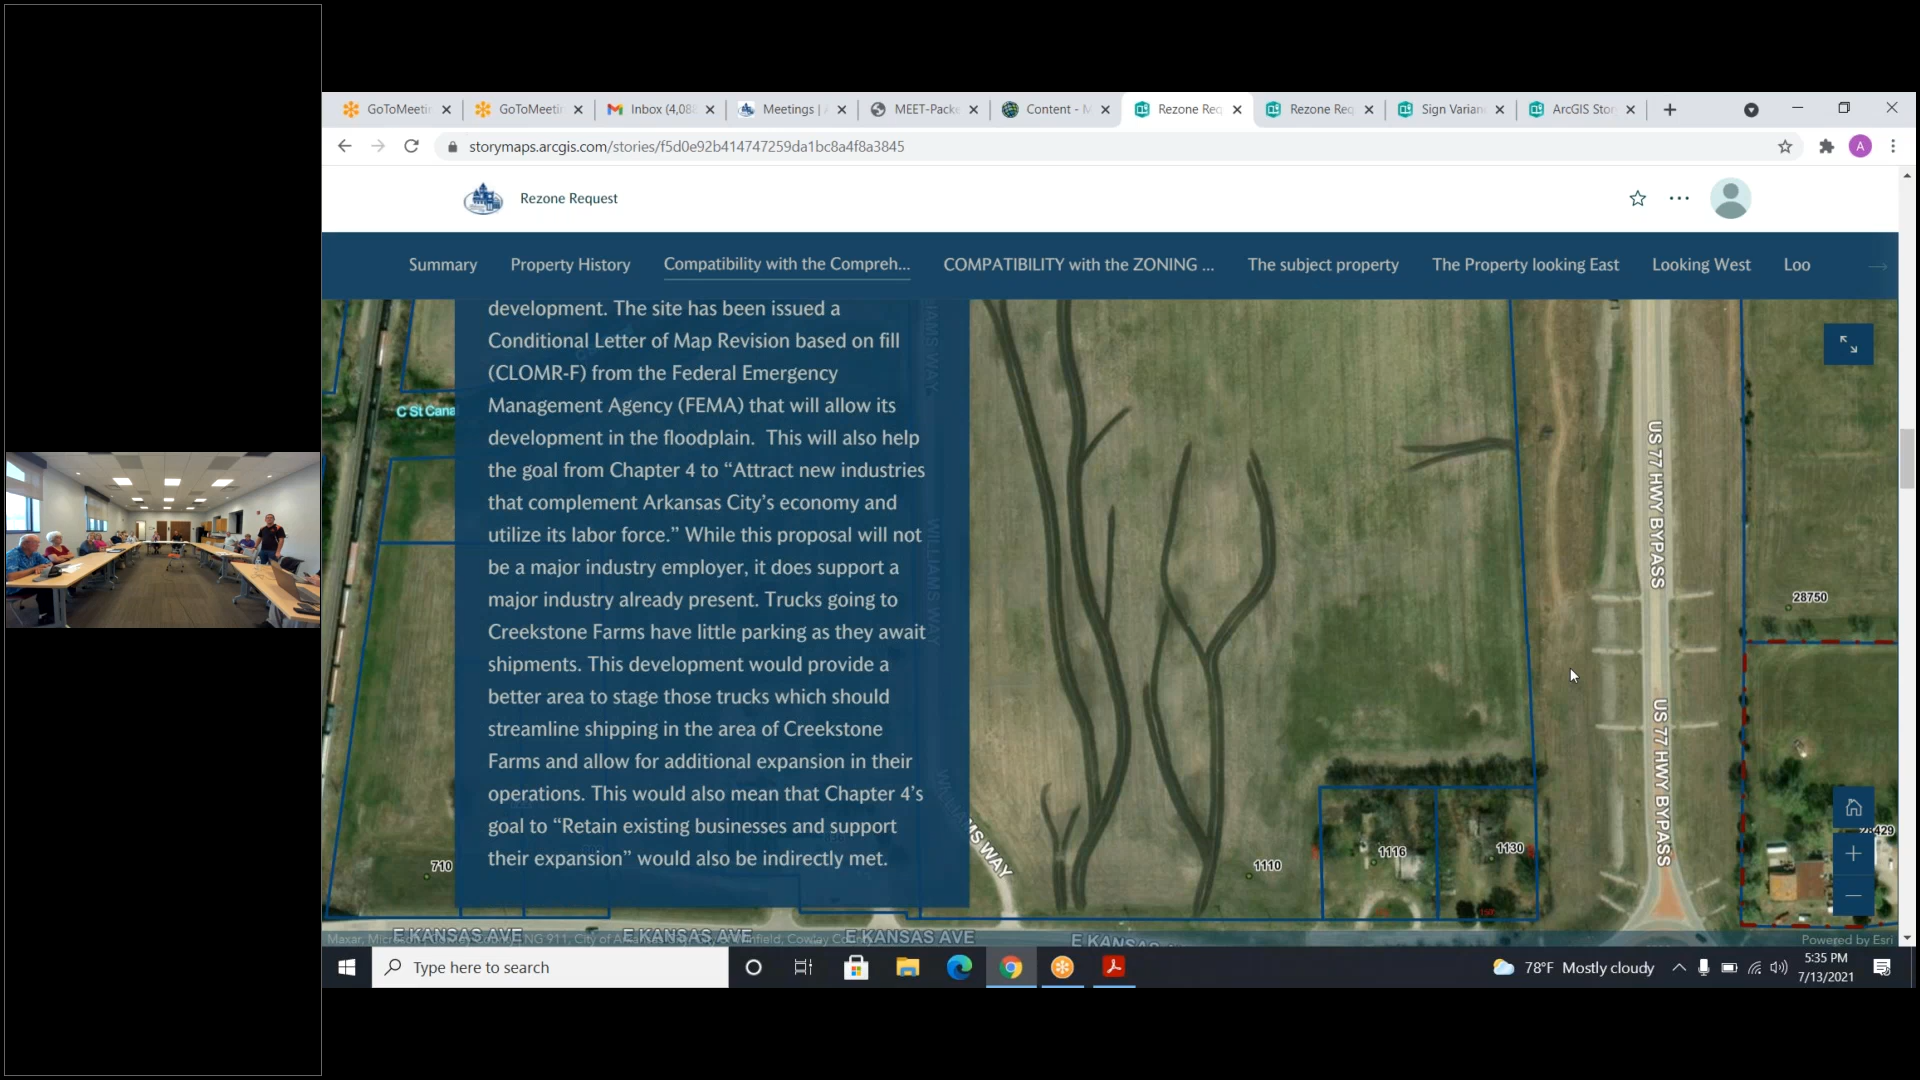 GoToMeetin
GoToMeetin
Inbox (4,088
Meetings |
MEET-Packe
Content - M
Rezone Req
Rezone Req
Sign Varian
ArcGIS Stor
storymaps.arcgis.com/stories/f5d0e92b414747259da1bc8a4f8a3845
A
Rezone Request
Summary
Property History
Compatibility with the Compreh...
COMPATIBILITY with the ZONING ...
The subject property
The Property looking East
Looking West
Loo
development. The site has been issued a
Conditional Letter of Map Revision based on fill
(CLOMR-F) from the Federal Emergency
Management Agency (FEMA) that will allow its
development in the floodplain. This will also help
the goal from Chapter 4 to “Attract new industries
that complement Arkansas City’s economy and
utilize its labor force.” While this proposal will not
be a major industry employer, it does support a
major industry already present. Trucks going to
Creekstone Farms have little parking as they await
shipments. This development would provide a
better area to stage those trucks which should
streamline shipping in the area of Creekstone
Farms and allow for additional expansion in their
operations. This would also mean that Chapter 4’s
goal to “Retain existing businesses and support
their expansion” would also be indirectly met.
C St Cana
WILLIAMS WAY
MS WAY
US 77 HWY BYPASS
US 77 HWY BYPASS
28750
28429
710
1110
1116
1130
E KANSAS AVE
E KANSAS AVE
E KANSAS AVE
E KANSAS
Powered by Esri
Type here to search
78°F Mostly cloudy
5:35 PM
7/13/2021